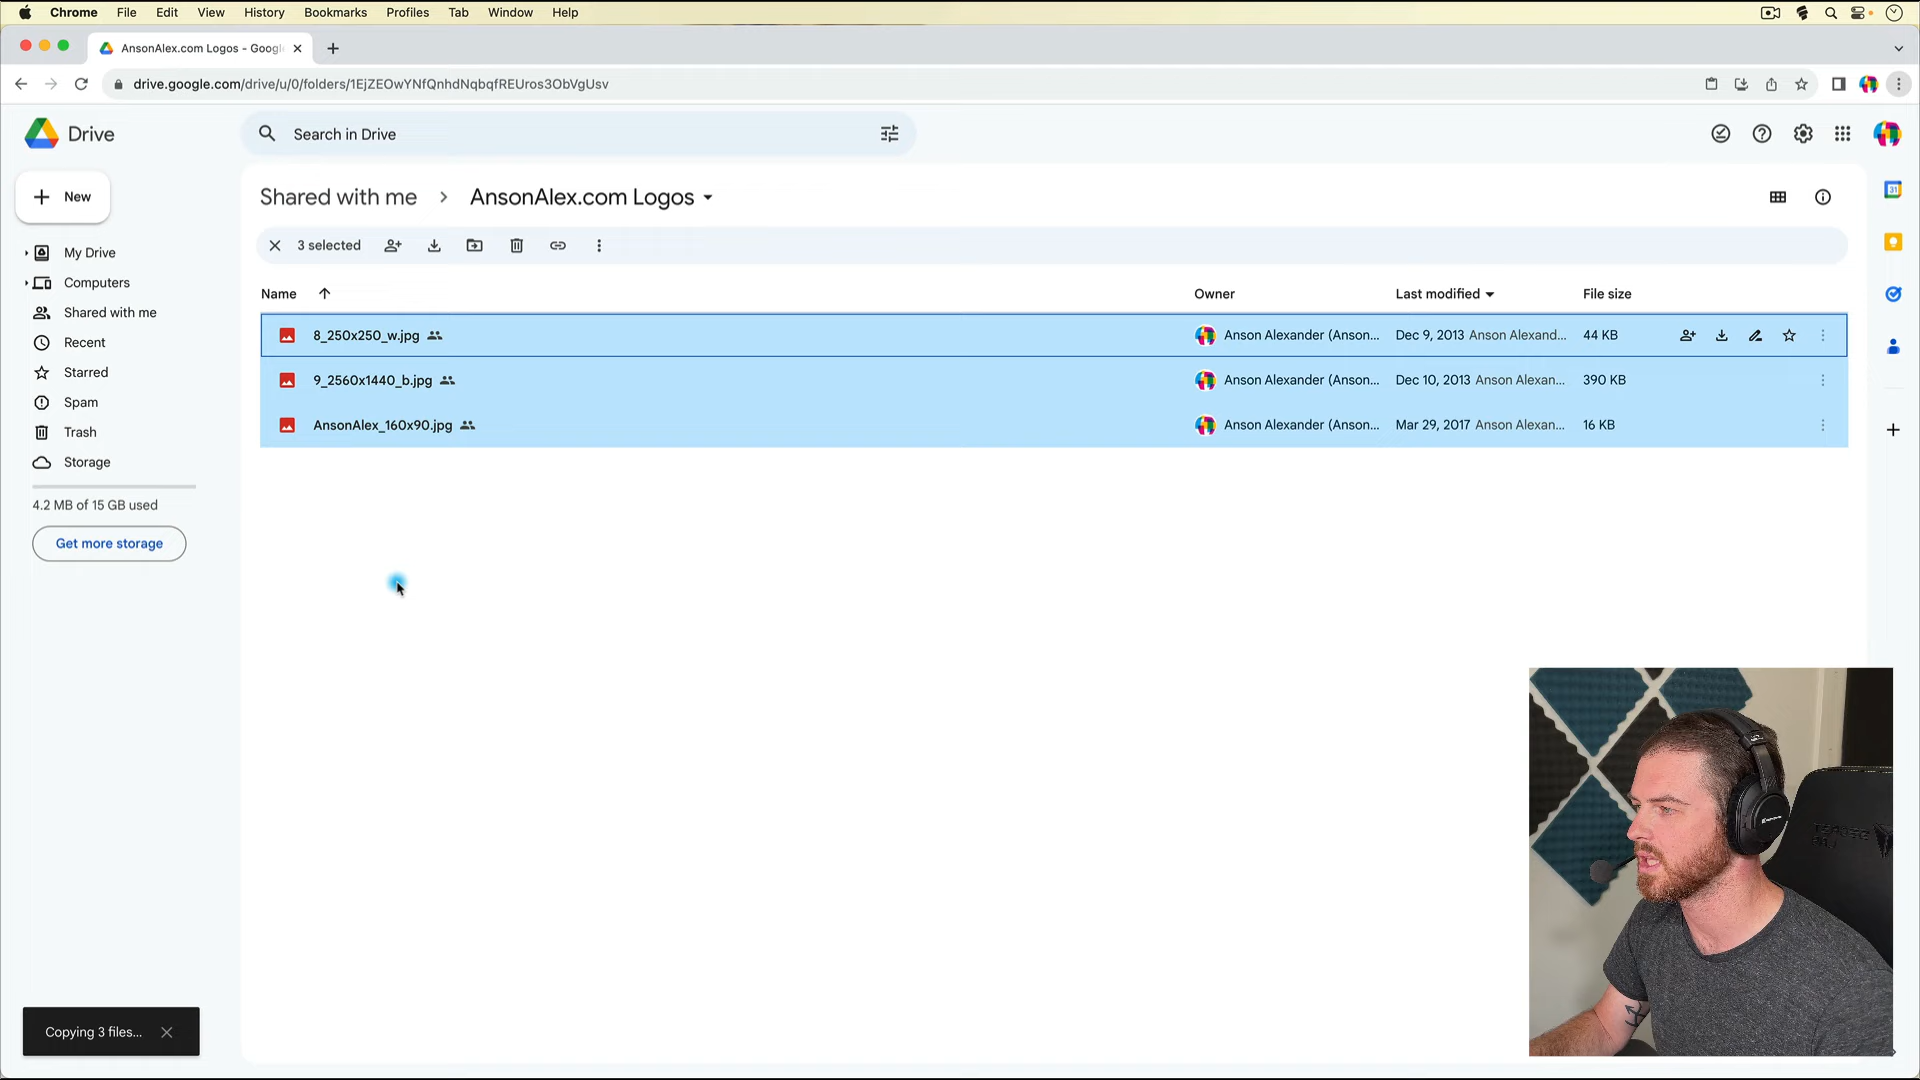 Chrome File Edit View History Bookmarks Profiles Tab Window Help
AnsonAlex.com Logos - Googl
drive.google.com/drive/u/0/folders/1EjZEOwYNfQnhdNqbqfREUros3ObVgUsv
Drive
Search in Drive
New
Shared with me > AnsonAlex.com Logos
31
3 selected
My Drive
Computers
Shared with me
Recent
Starred
Spam
Trash
Storage
4.2 MB of 15 GB used
Get more storage
Name Owner Last modified File size
8_250x250_w.jpg Anson Alexander (Anson... Dec 9, 2013 Anson Alexand... 44 KB
9_2560x1440_b.jpg Anson Alexander (Anson... Dec 10, 2013 Anson Alexan... 390 KB
AnsonAlex_160x90.jpg Anson Alexander (Anson... Mar 29, 2017 Anson Alexan... 16 KB
Copying 3 files...